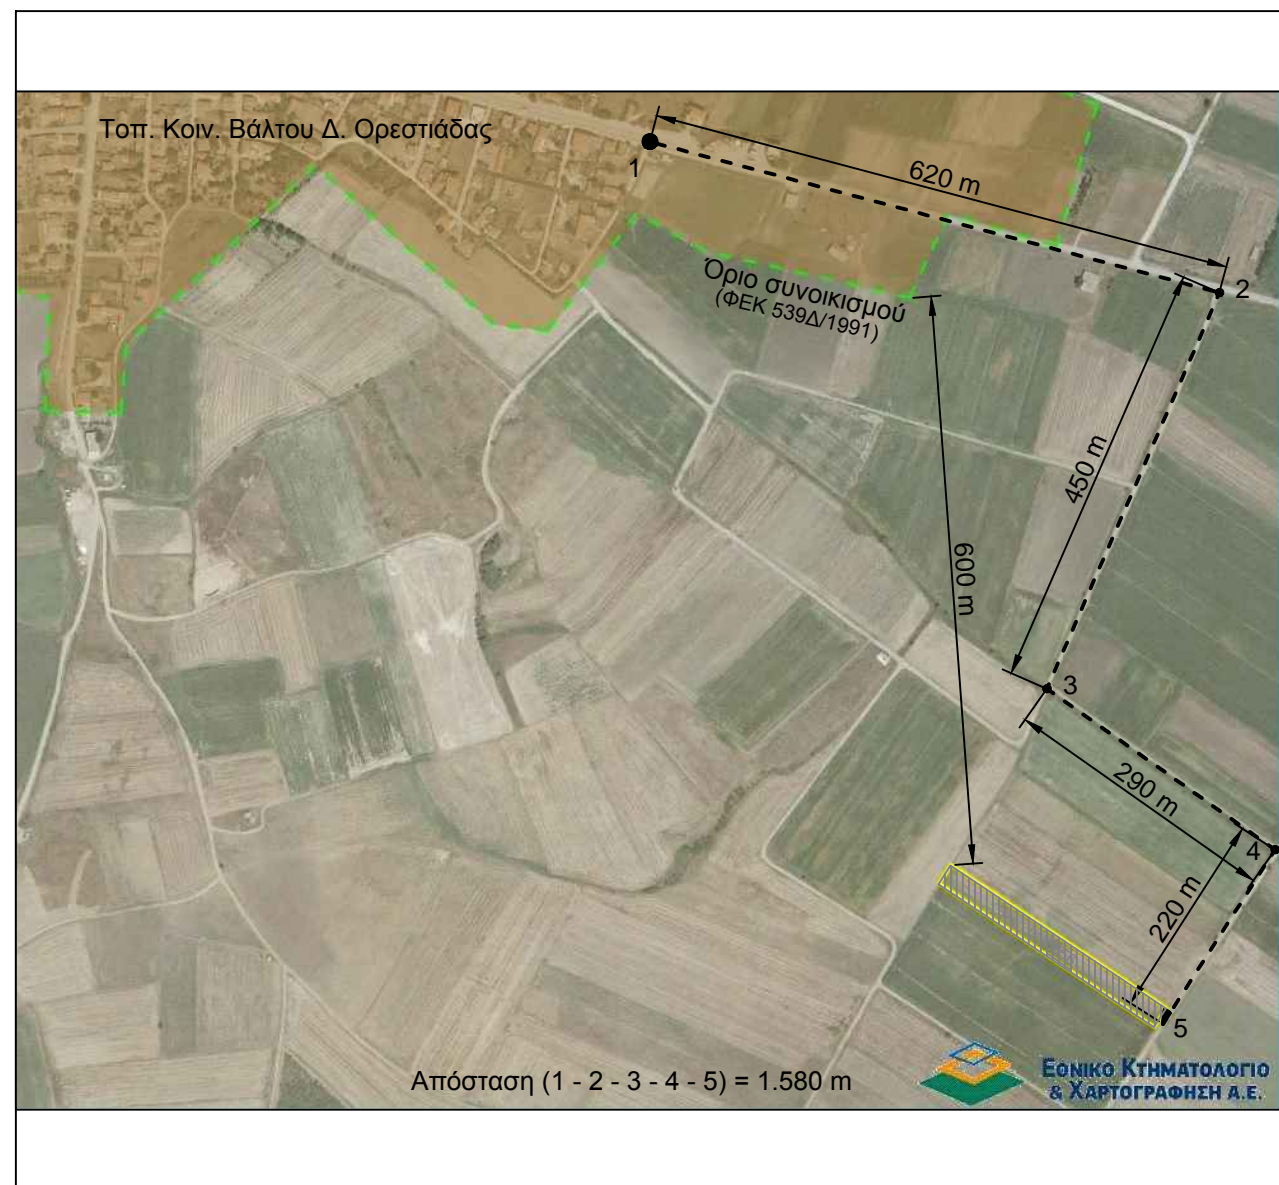 Τοπ. Κοιν. Βάλτου Δ. Ορεστιάδας
1
620 m
2
Όριο συνοικισμού
(ΦΕΚ 539Δ/1991)
450 m
600 m
3
290 m
4
220 m
5
Απόσταση (1 - 2 - 3 - 4 - 5) = 1.580 m
ΕΘΝΙΚΟ ΚΤΗΜΑΤΟΛΟΓΙΟ
& ΧΑΡΤΟΓΡΑΦΗΣΗ Α.Ε.